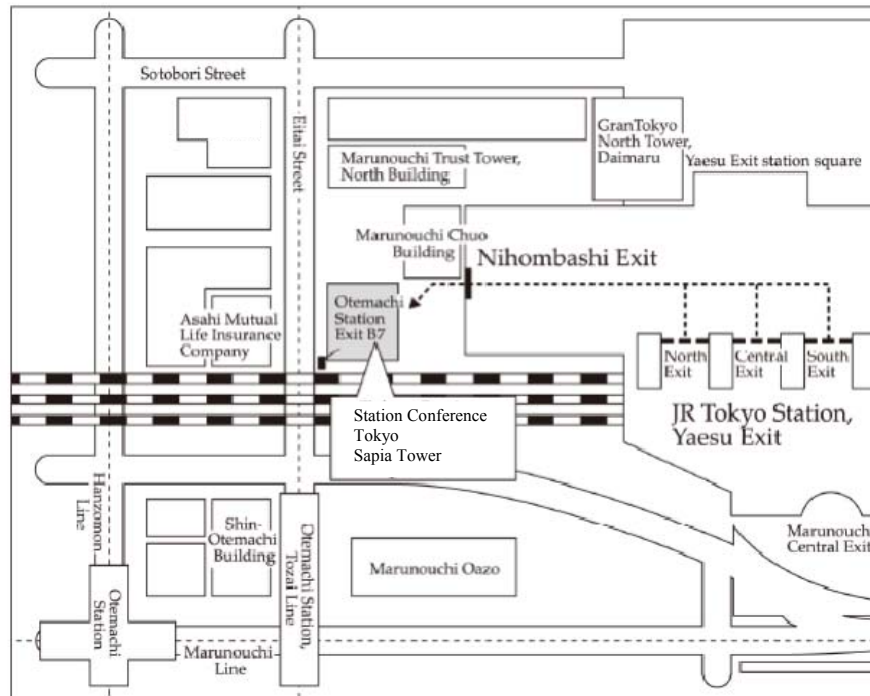 Sotobori Street
Eitai Street
GranTokyo
North Tower,
Daimaru
Yaesu Exit station square
Marunouchi Trust Tower,
North Building
Marunouchi Chuo
Building
Nihombashi Exit
Otemachi
Station
Exit B7
Asahi Mutual
Life Insurance
Company
North
Exit
Central
Exit
South
Exit
JR Tokyo Station,
Yaesu Exit
Station Conference
Tokyo
Sapia Tower
Hanzomon
Line
Shin-
Otemachi
Building
Otemachi Station,
Tozai Line
Marunouchi Oazo
Marunouch
Central Exit
Otemachi
Station
Marunouchi
Line